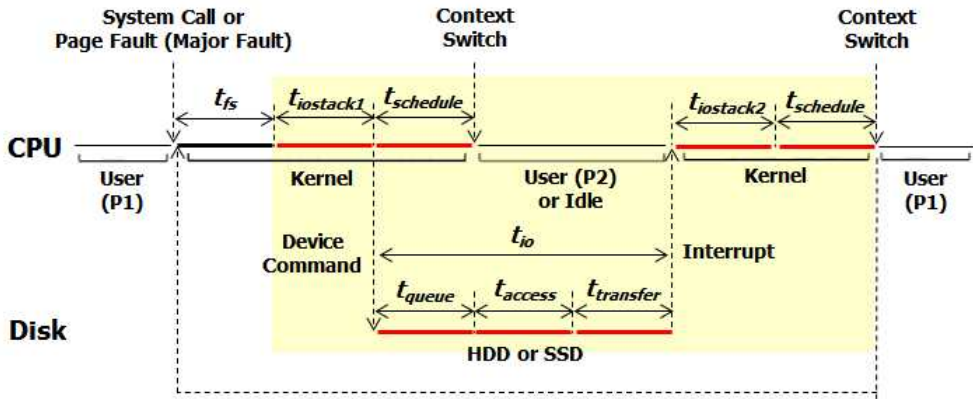 System Call or
Page Fault (Major Fault)
Context
Switch
Context
Switch
t_fs
t_iostack1
t_schedule
t_iostack2
t_schedule
CPU
User
(P1)
Kernel
User (P2)
or Idle
Kernel
User
(P1)
Device
Command
t_io
Interrupt
t_queue
t_access
t_transfer
Disk
HDD or SSD